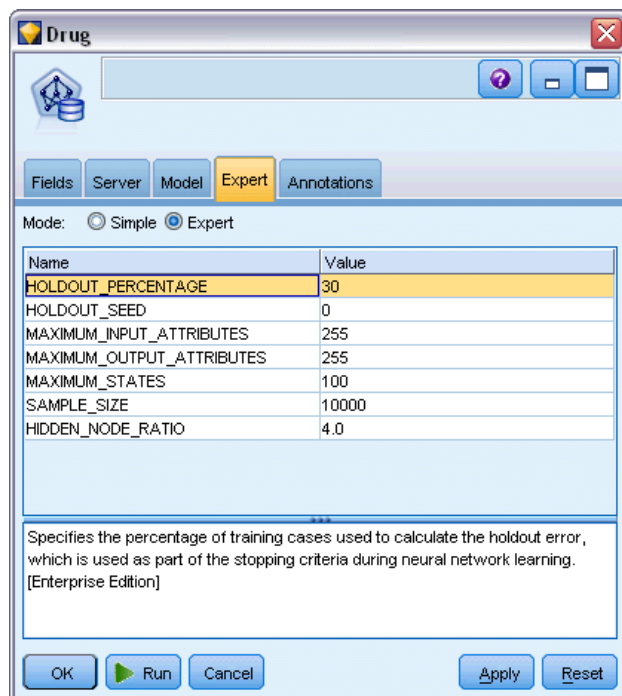 Drug
Fields Server Model Expert Annotations
Mode: Simple Expert
Name Value
HOLDOUT_PERCENTAGE 30
HOLDOUT_SEED 0
MAXIMUM_INPUT_ATTRIBUTES 255
MAXIMUM_OUTPUT_ATTRIBUTES 255
MAXIMUM_STATES 100
SAMPLE_SIZE 10000
HIDDEN_NODE_RATIO 4.0
Specifies the percentage of training cases used to calculate the holdout error,
which is used as part of the stopping criteria during neural network learning.
[Enterprise Edition]
OK Run Cancel Apply Reset